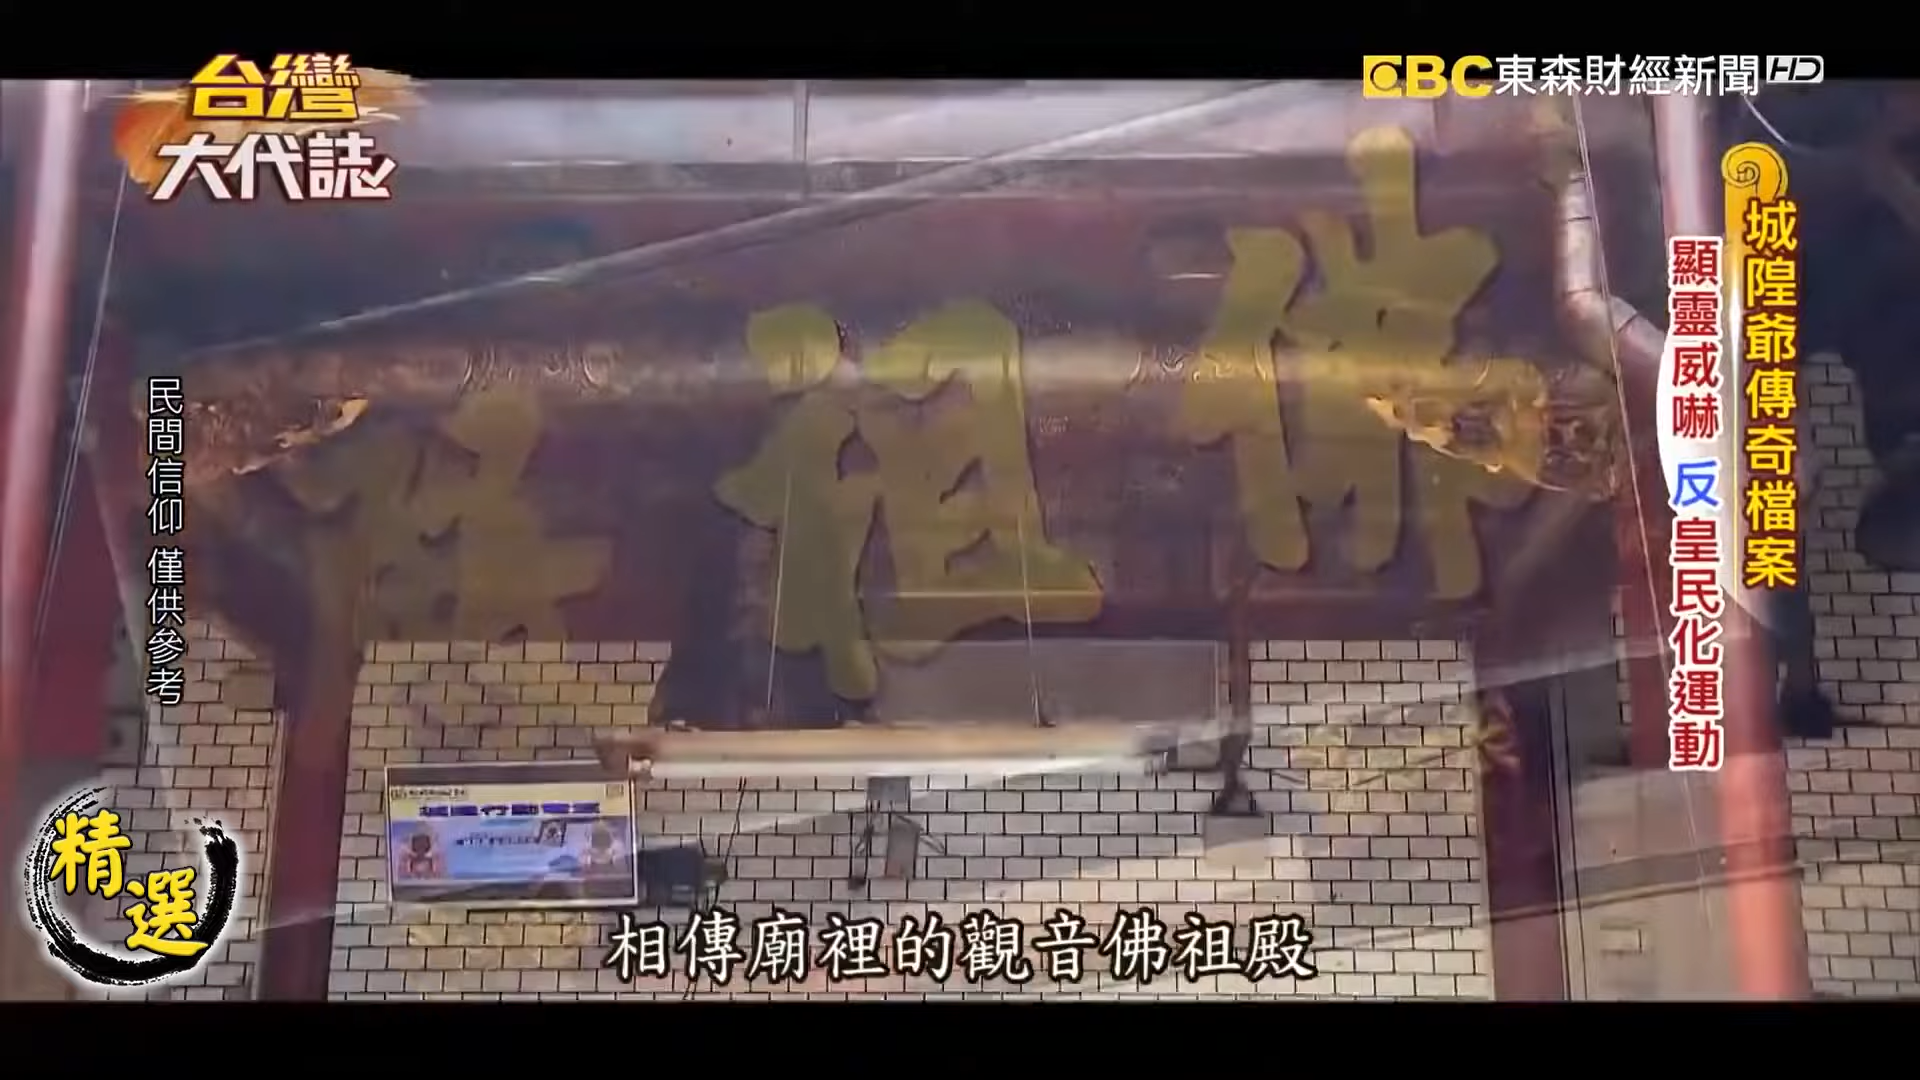 台灣
大代誌
EBC東森財經新聞HD
城隍爺傳奇檔案
顯靈威嚇 反皇民化運動
民間信仰 僅供參考
佛祖殿
精選
相傳廟裡的觀音佛祖殿